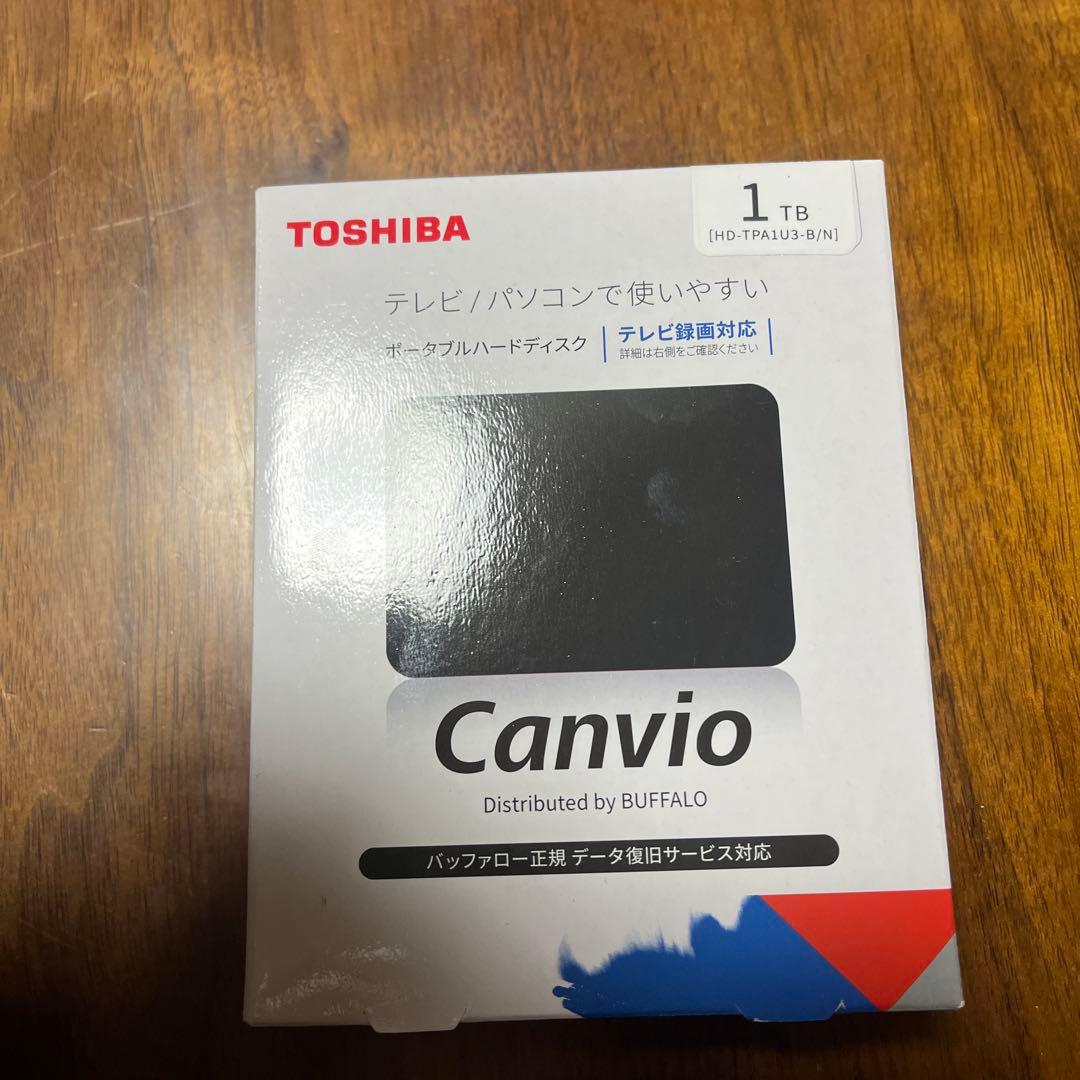 TOSHIBA
1 TB
[HD-TPA1U3-B/N]
テレビ/パソコンで使いやすい
ポータブルハードディスク
テレビ録画対応
詳細は右側をご確認ください
Canvio
Distributed by BUFFALO
バッファロー正規 データ復旧サービス対応